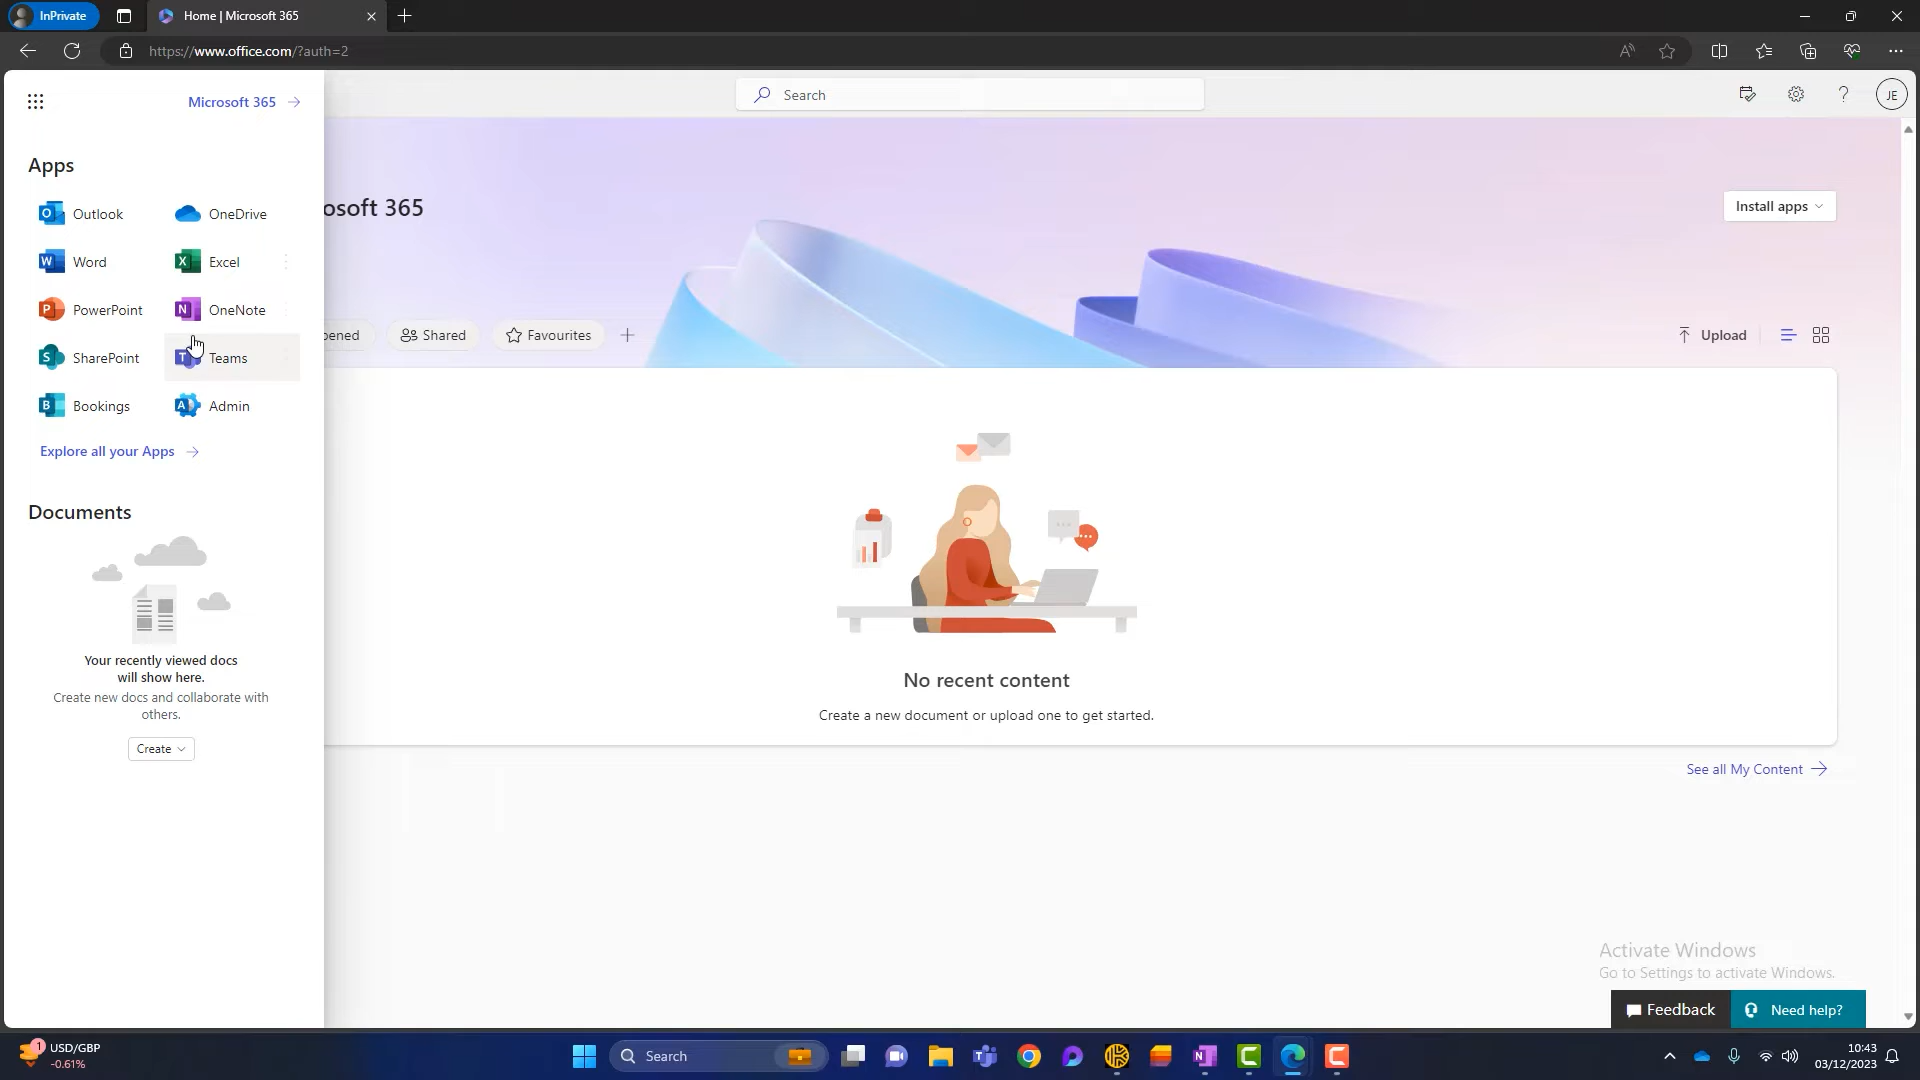 InPrivate
Home | Microsoft 365
https://www.office.com/?auth=2
Microsoft 365
Search
JE
Apps
Outlook
OneDrive
osoft 365
Install apps
Word
Excel
PowerPoint
OneNote
pened
Shared
Favourites
Upload
SharePoint
Teams
Bookings
Admin
Explore all your Apps
Documents
Your recently viewed docs
will show here.
Create new docs and collaborate with
others.
Create
No recent content
Create a new document or upload one to get started.
See all My Content
Activate Windows
Go to Settings to activate Windows.
Feedback
Need help?
1
USD/GBP
-0.61%
Search
10:43
03/12/2023